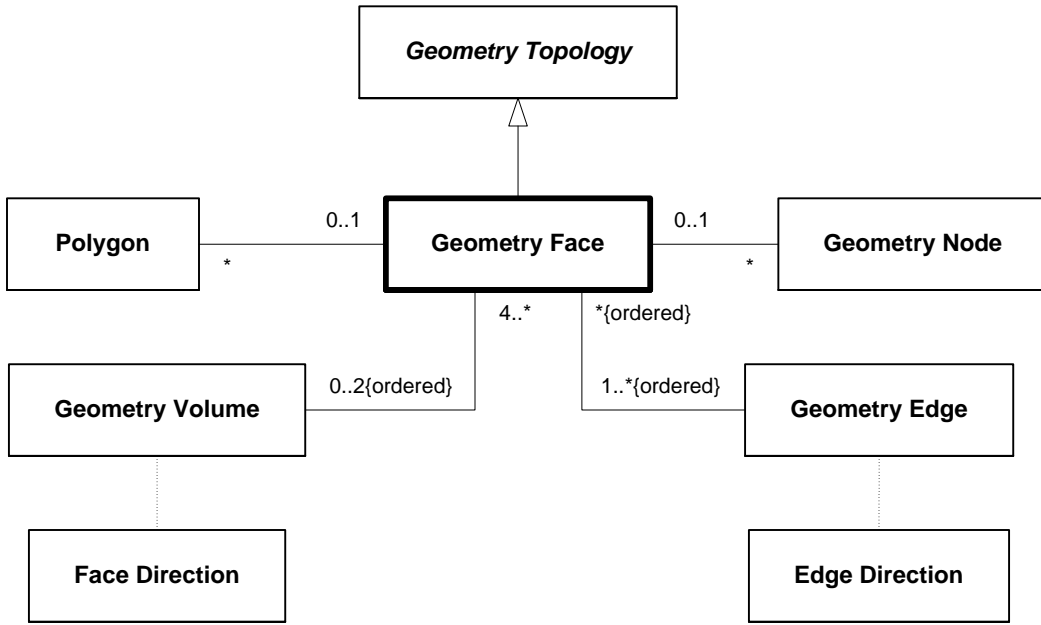 Geometry Topology
Polygon
0..1
*
Geometry Face
0..1
*
Geometry Node
4..*
*{ordered}
Geometry Volume
0..2{ordered}
1..*{ordered}
Geometry Edge
Face Direction
Edge Direction